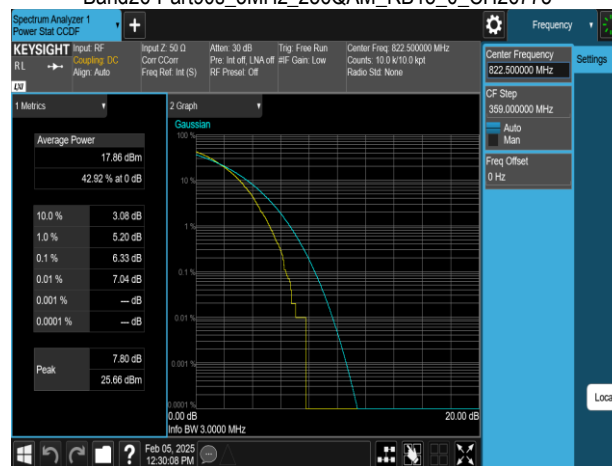 Spectrum Analyzer 1
Power Stat CCDF
Frequency
KEYSIGHT
RL
LXI
Input: RF
Coupling: DC
Align: Auto
Input Z: 50 Ω
Corr CCorr
Freq Ref: Int (S)
Atten: 30 dB
Pre: Int off, LNA off
RF Preset: Off
Trig: Free Run
#IF Gain: Low
Center Freq: 822.500000 MHz
Counts: 10.0 k/10.0 kpt
Radio Std: None
Center Frequency
822.500000 MHz
Settings
CF Step
359.000000 MHz
Auto
Man
Freq Offset
0 Hz
1 Metrics
Average Power
17.86 dBm
42.92 % at 0 dB
10.0 % 3.08 dB
1.0 % 5.20 dB
0.1 % 6.33 dB
0.01 % 7.04 dB
0.001 % --- dB
0.0001 % --- dB
Peak
7.80 dB
25.66 dBm
2 Graph
Gaussian
100 %
10 %
1 %
0.1 %
0.01 %
0.001 %
0.0001 %
0.00 dB 20.00 dB
Info BW 3.0000 MHz
Loca
?
Feb 05, 2025
12:30:08 PM